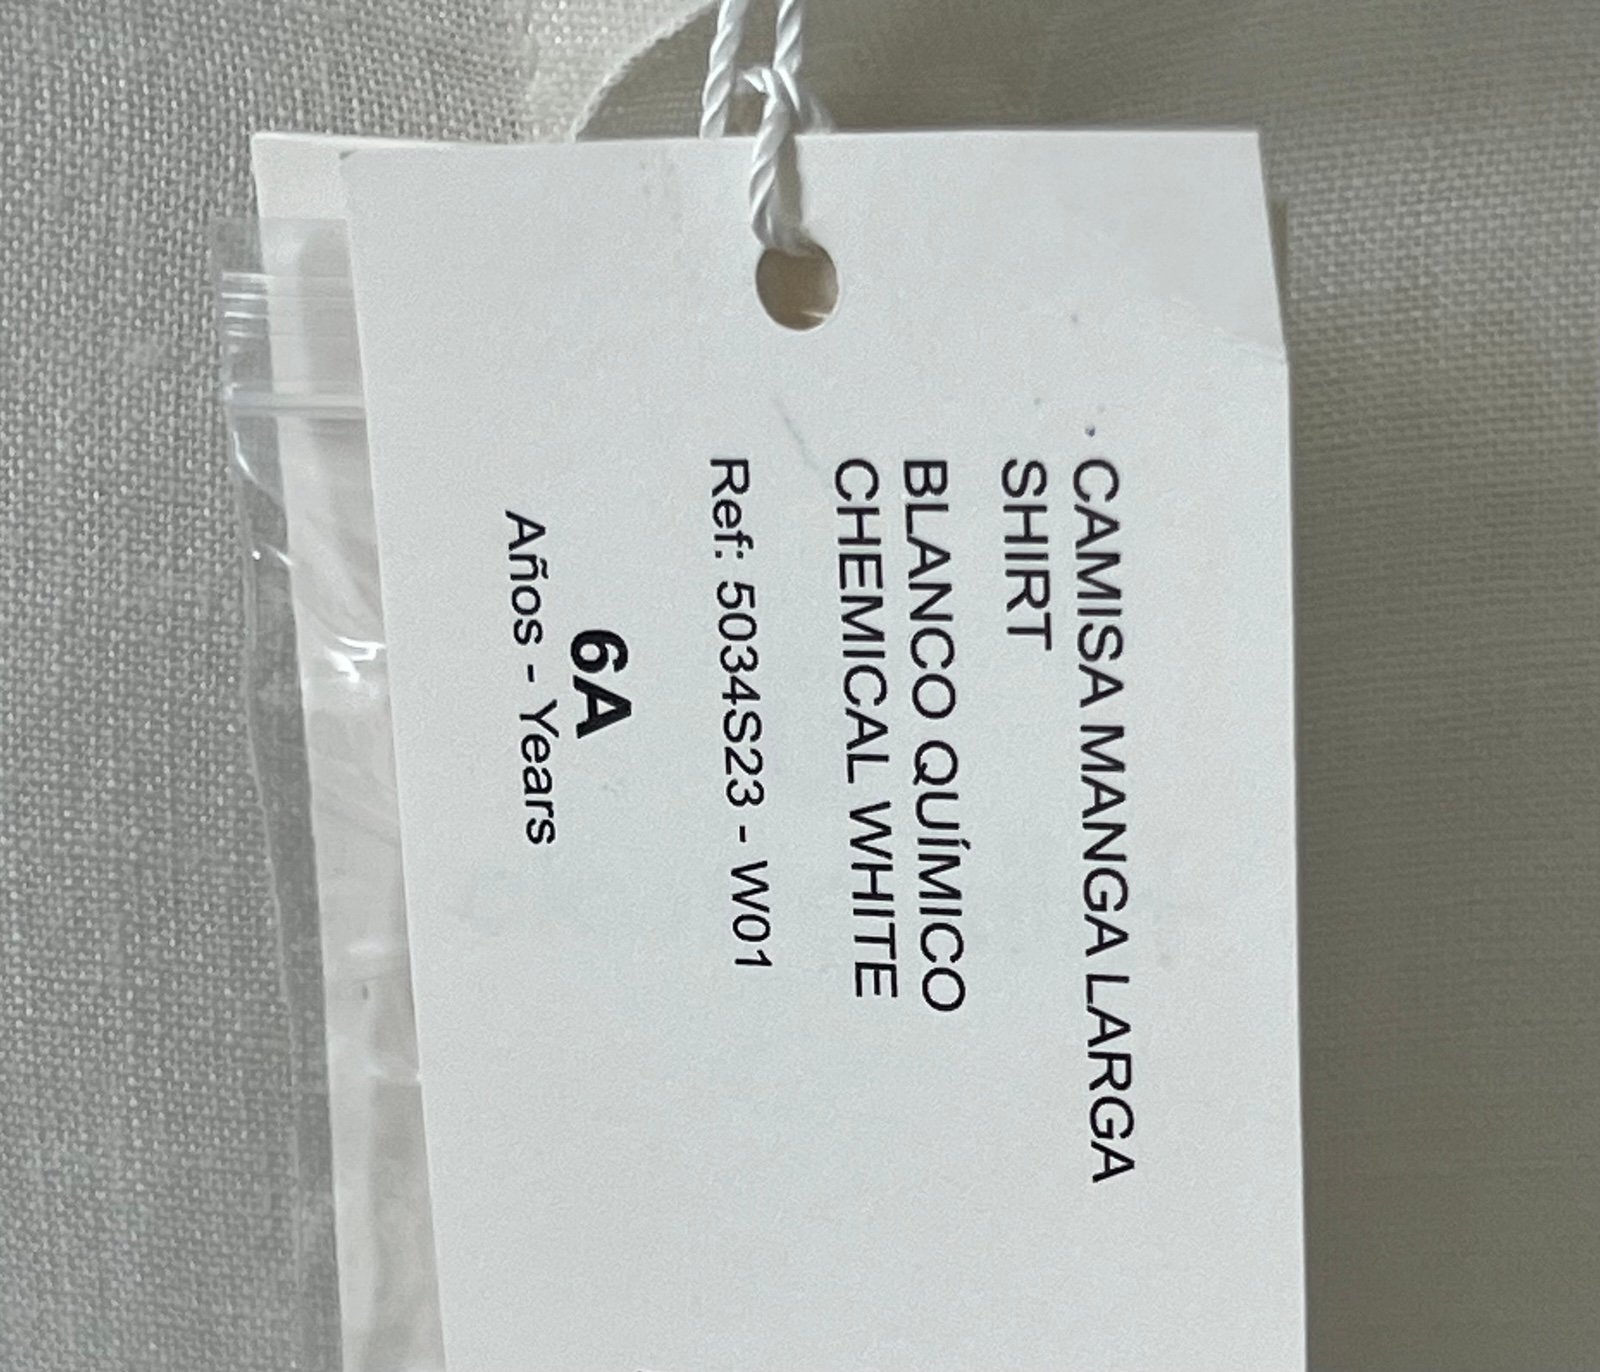 CAMISA MANGA LARGA
SHIRT
BLANCO QUÍMICO
CHEMICAL WHITE
Ref: 5034S23 - W01
6A
Años - Years